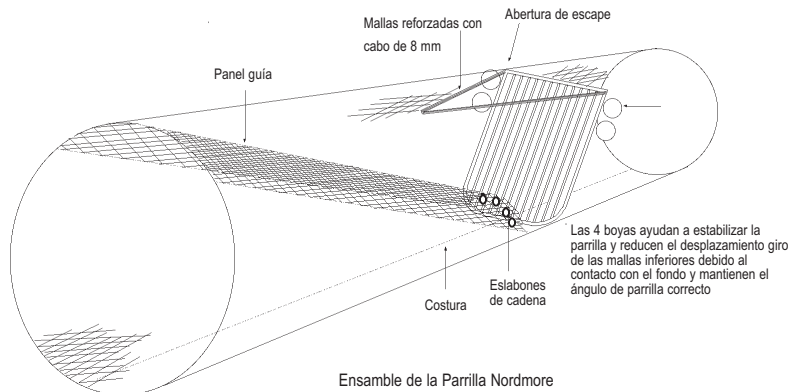 Abertura de escape
Mallas reforzadas con
cabo de 8 mm
Panel guía
Las 4 boyas ayudan a estabilizar la
parrilla y reducen el desplazamiento giro
de las mallas inferiores debido al
contacto con el fondo y mantienen el
ángulo de parrilla correcto
Eslabones
de cadena
Costura
Ensamble de la Parrilla Nordmore